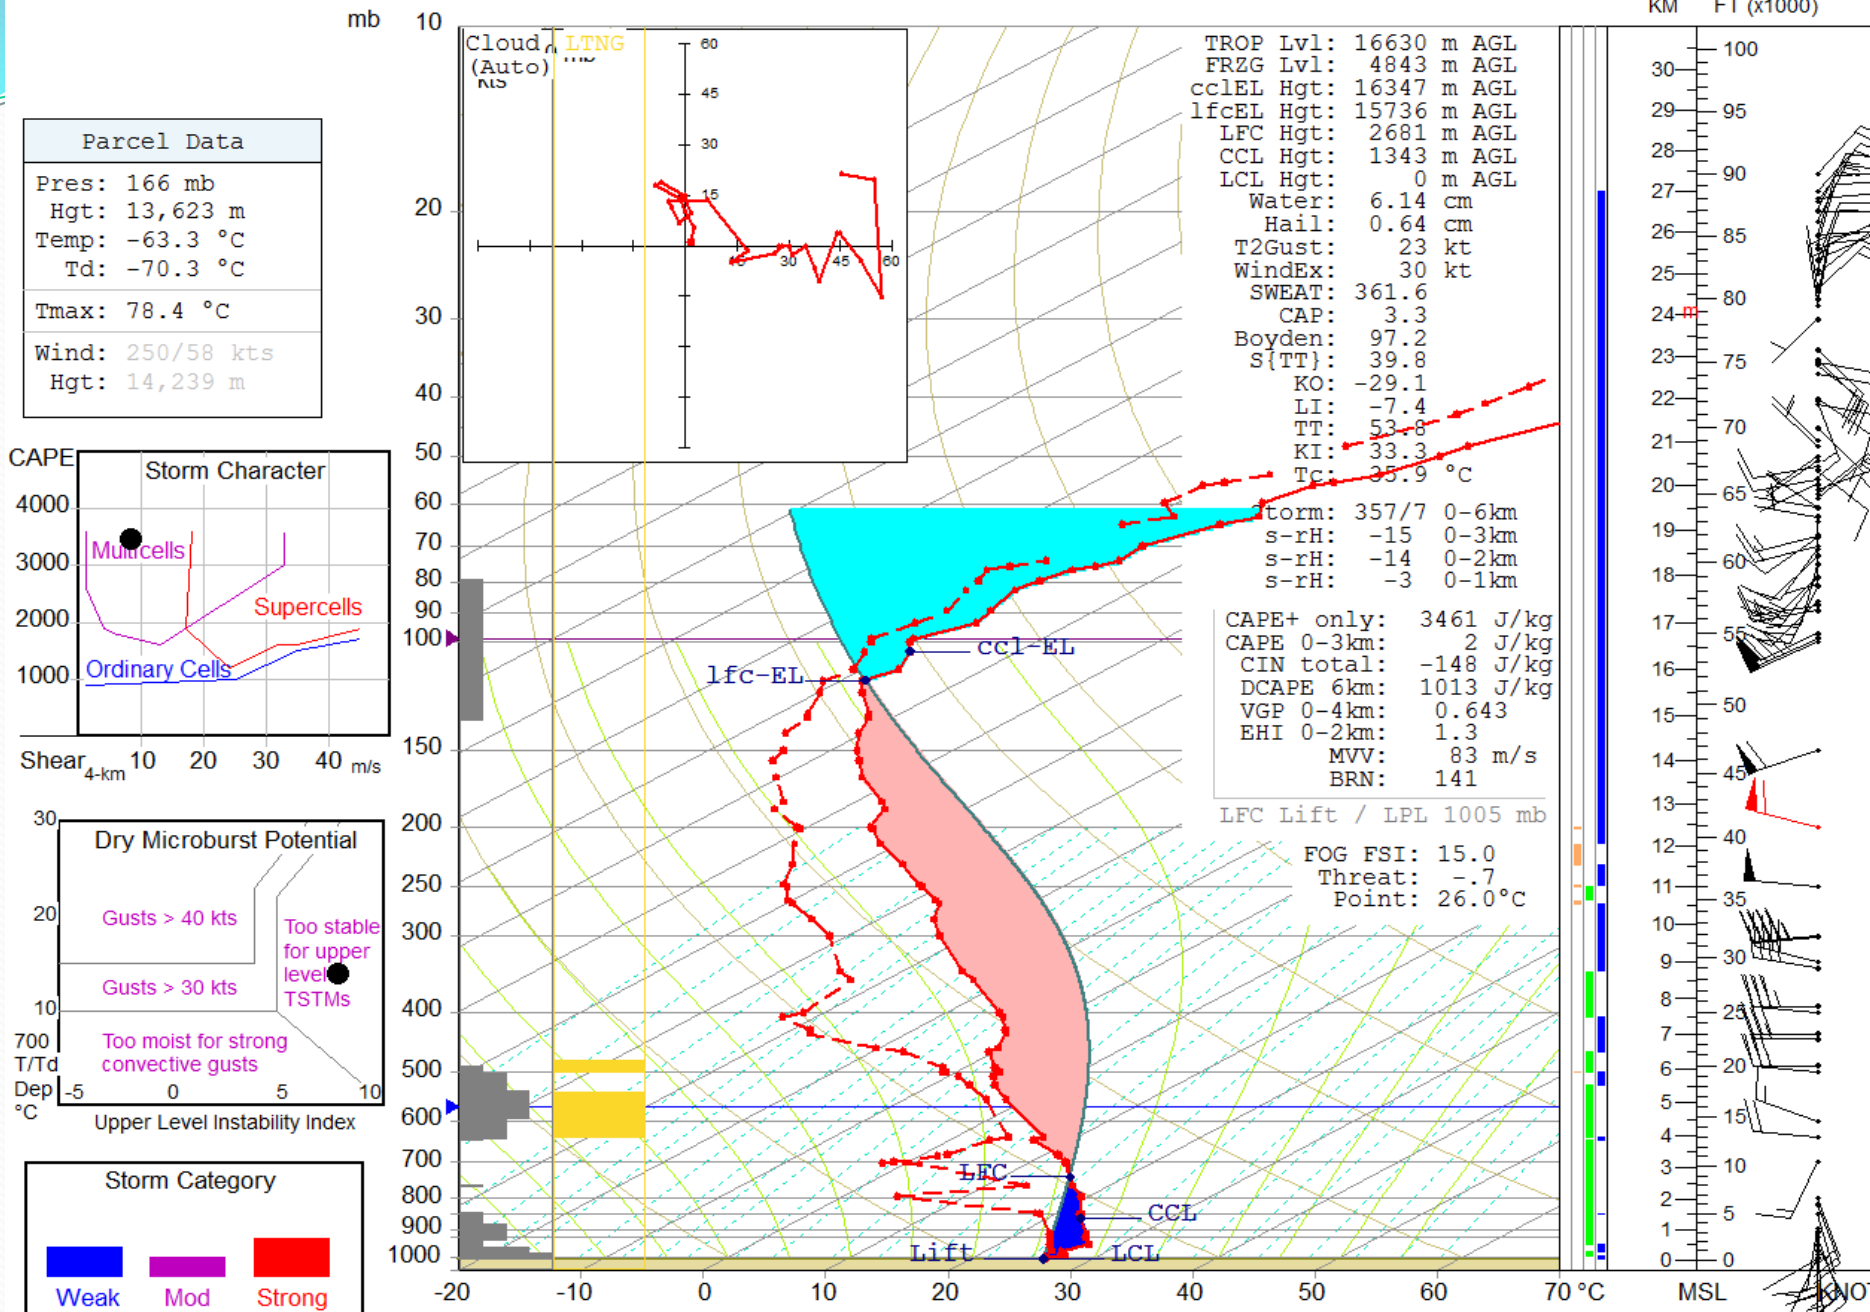 mb
KM FT (x1000)
Parcel Data
Pres: 166 mb
Hgt: 13,623 m
Temp: -63.3 °C
Td: -70.3 °C
Tmax: 78.4 °C
Wind: 250/58 kts
Hgt: 14,239 m
CAPE
Storm Character
4000
3000
2000
1000
Multicells
Supercells
Ordinary Cells
Shear 4-km 10 20 30 40 m/s
30
20
10
Dry Microburst Potential
Gusts > 40 kts
Gusts > 30 kts
Too stable
for upper
level
TSTMs
Too moist for strong
convective gusts
700
T/Td
Dep
°C
-5 0 5 10
Upper Level Instability Index
Storm Category
Weak Mod Strong
10
20
30
40
50
60
70
80
90
100
150
200
250
300
400
500
600
700
800
900
1000
-20 -10 0 10 20 30 40 50 60 70 °C
Cloud
(Auto)
kts
LTNG
mb
60
45
30
15
15 30 45 60
lfc-EL
ccl-EL
LFC
CCL
Lift
LCL
TROP Lvl: 16630 m AGL
FRZG Lvl: 4843 m AGL
cclEL Hgt: 16347 m AGL
lfcEL Hgt: 15736 m AGL
LFC Hgt: 2681 m AGL
CCL Hgt: 1343 m AGL
LCL Hgt: 0 m AGL
Water: 6.14 cm
Hail: 0.64 cm
T2Gust: 23 kt
WindEx: 30 kt
SWEAT: 361.6
CAP: 3.3
Boyden: 97.2
S{TT}: 39.8
KO: -29.1
LI: -7.4
TT: 53.8
KI: 33.3
Tc: 35.9 °C
Storm: 357/7 0-6km
s-rH: -15 0-3km
s-rH: -14 0-2km
s-rH: -3 0-1km
CAPE+ only: 3461 J/kg
CAPE 0-3km: 2 J/kg
CIN total: -148 J/kg
DCAPE 6km: 1013 J/kg
VGP 0-4km: 0.643
EHI 0-2km: 1.3
MVV: 83 m/s
BRN: 141
LFC Lift / LPL 1005 mb
FOG FSI: 15.0
Threat: -.7
Point: 26.0°C
30
29
28
27
26
25
24 m
23
22
21
20
19
18
17
16
15
14
13
12
11
10
9
8
7
6
5
4
3
2
1
0
100
95
90
85
80
75
70
65
60
55
50
45
40
35
30
25
20
15
10
5
0
MSL